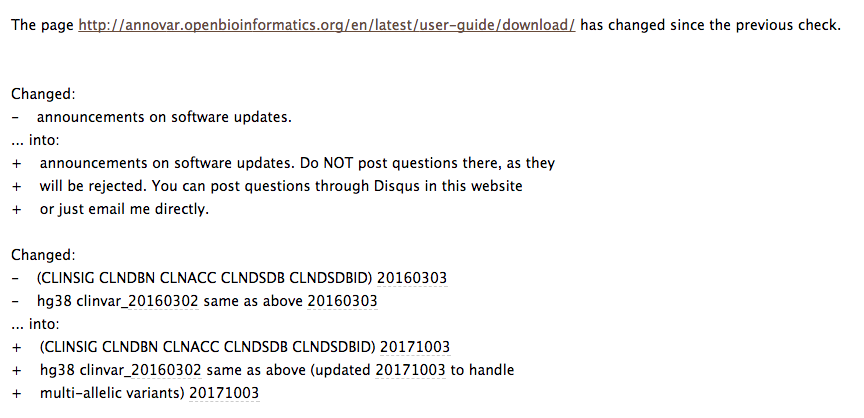 The page http://annovar.openbioinformatics.org/en/latest/user-guide/download/ has changed since the previous check.
Changed:
- announcements on software updates.
... into:
+ announcements on software updates. Do NOT post questions there, as they
+ will be rejected. You can post questions through Disqus in this website
+ or just email me directly.
Changed:
- (CLINSIG CLNDBN CLNACC CLNDSDB CLNDSDBID) 20160303
- hg38 clinvar_20160302 same as above 20160303
... into:
+ (CLINSIG CLNDBN CLNACC CLNDSDB CLNDSDBID) 20171003
+ hg38 clinvar_20160302 same as above (updated 20171003 to handle
+ multi-allelic variants) 20171003